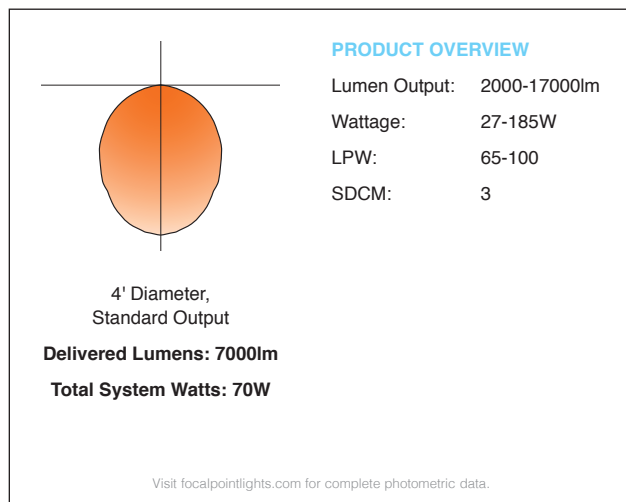 PRODUCT OVERVIEW
Lumen Output: 2000-17000lm
Wattage: 27-185W
LPW: 65-100
SDCM: 3
4' Diameter,
Standard Output
Delivered Lumens: 7000lm
Total System Watts: 70W
Visit focalpointlights.com for complete photometric data.